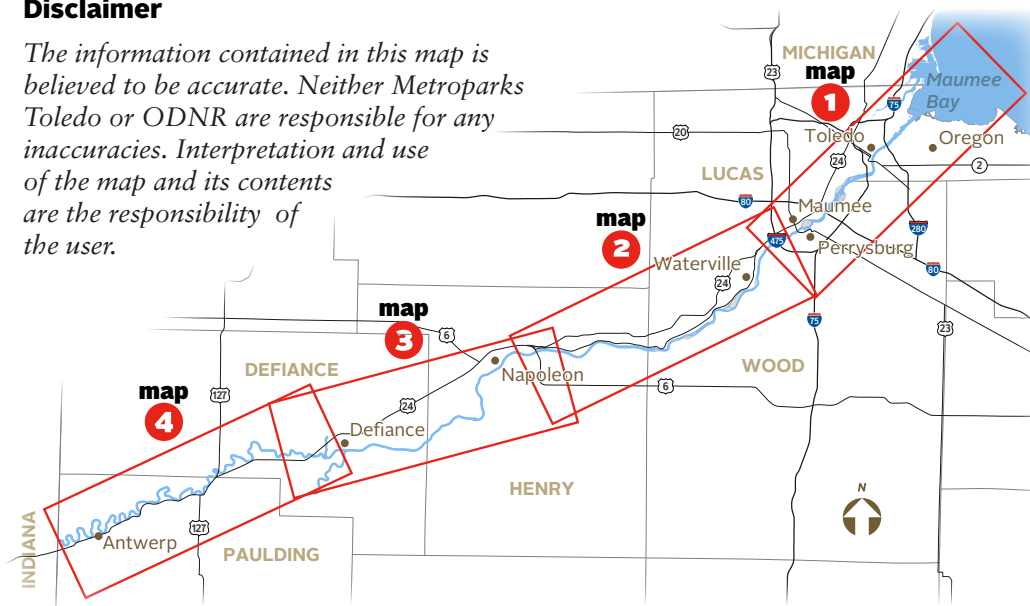 Disclaimer
The information contained in this map is
believed to be accurate. Neither Metroparks
Toledo or ODNR are responsible for any
inaccuracies. Interpretation and use
of the map and its contents
are the responsibility of
the user.
MICHIGAN
map
1
23
75
Maumee
Bay
20
Toledo
Oregon
24
2
LUCAS
80
Maumee
map
2
475
Perrysburg
280
Waterville
80
24
map
3
6
75
23
DEFIANCE
WOOD
Napoleon
6
map
4
127
24
Defiance
HENRY
N
INDIANA
127
Antwerp
PAULDING